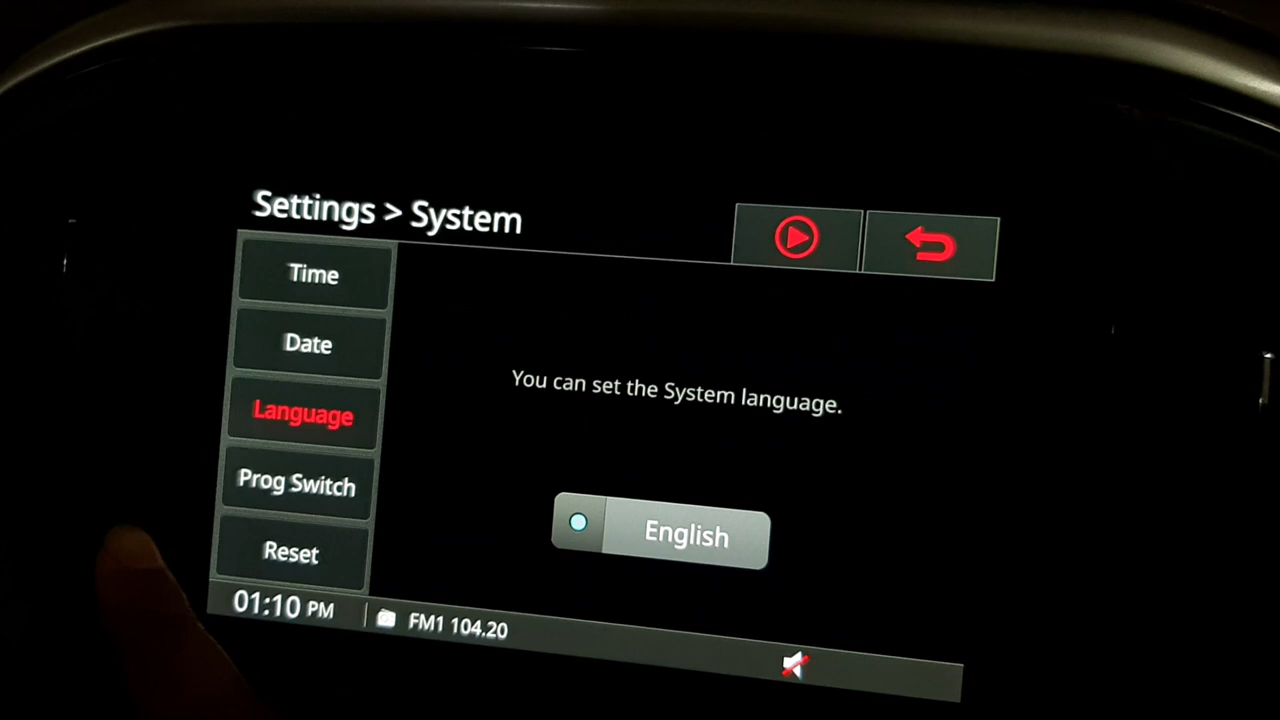 Settings > System
Time
Date
Language
Prog Switch
Reset
You can set the System language.
English
01:10 PM
FM1 104.20